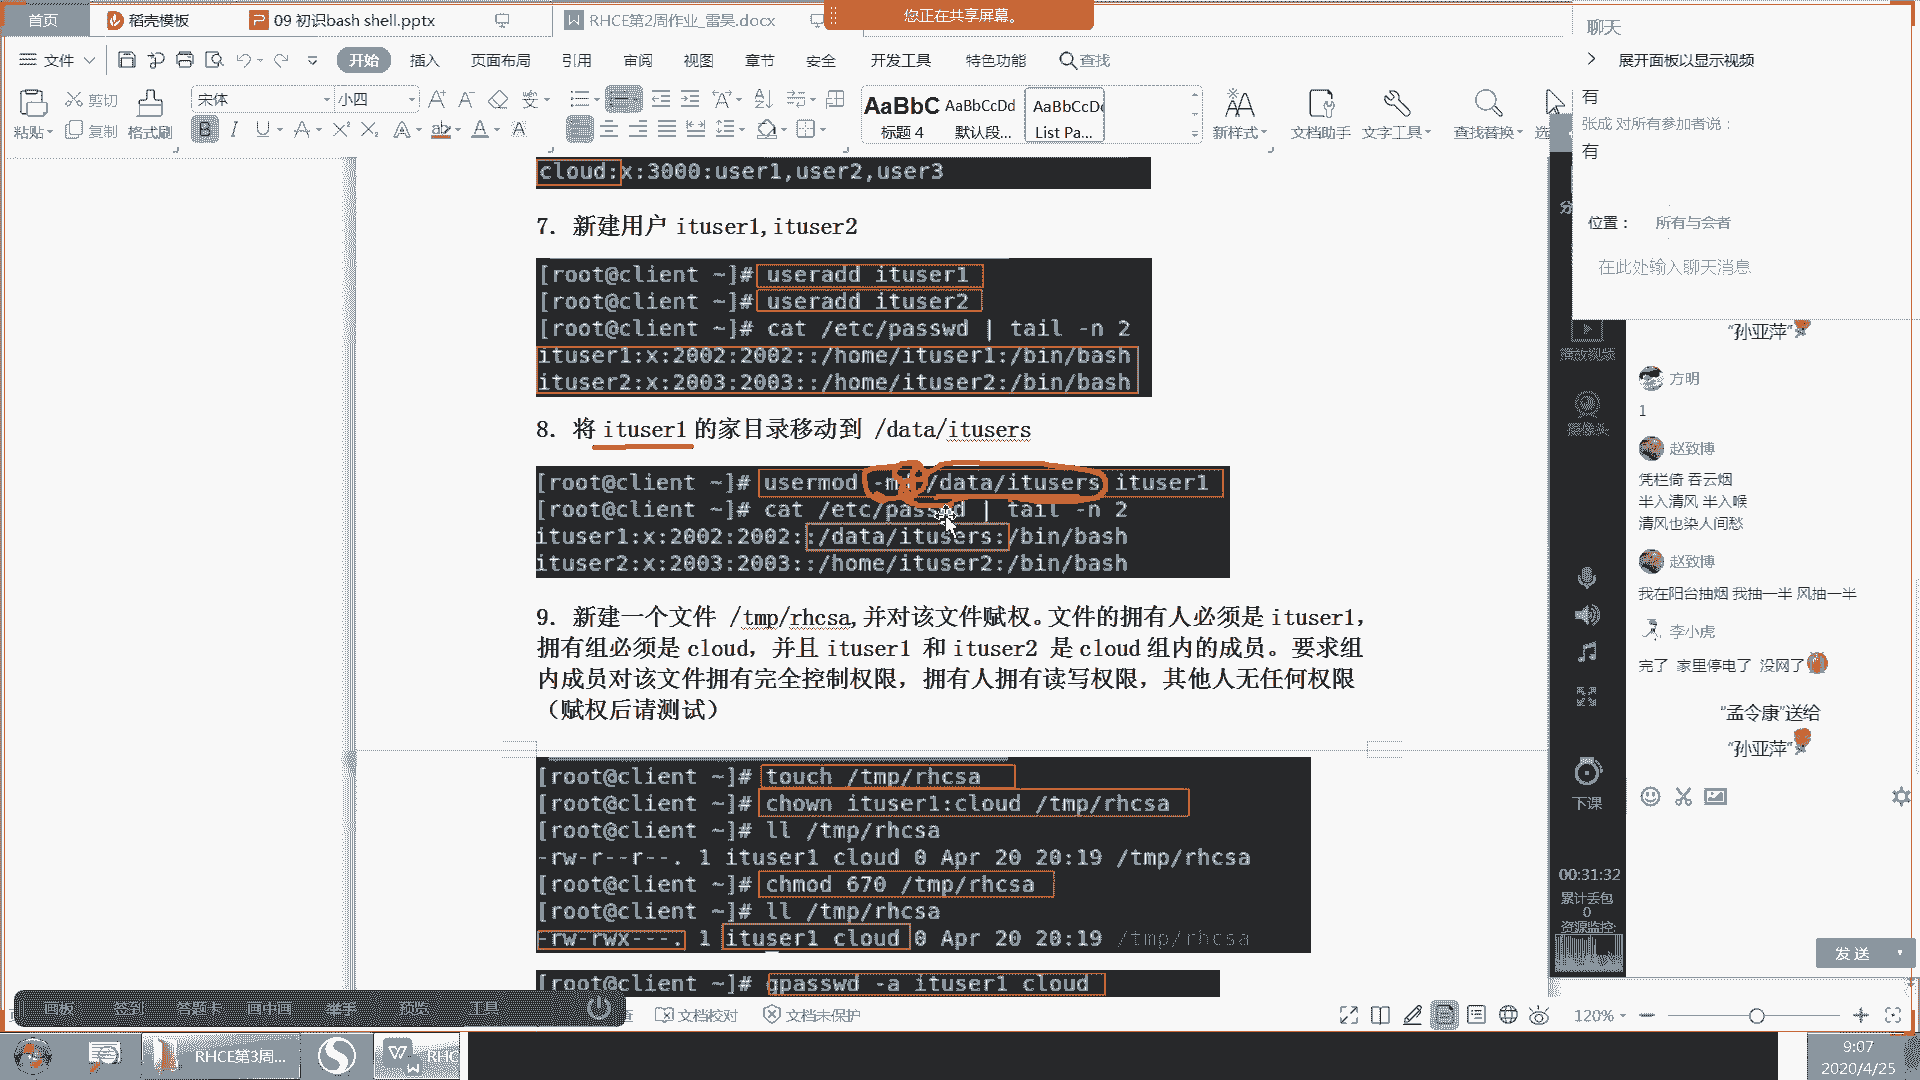 首页
稻壳模板
09 初识bash shell.pptx
RHCE第2周作业_雷昊.docx
您正在共享屏幕。
聊天
展开面板以显示视频
文件
开始
插入
页面布局
引用
审阅
视图
章节
安全
开发工具
特色功能
查找
粘贴
剪切
复制
格式刷
宋体
小四
AaBbC
标题 4
AaBbCcDd
默认段...
AaBbCcDd
List Pa...
新样式
文档助手
文字工具
查找替换
选
有
张成 对所有参加者说：
有
位置：
所有与会者
在此处输入聊天消息
cloud:x:3000:user1,user2,user3
7. 新建用户 ituser1,ituser2
[root@client ~]# useradd ituser1
[root@client ~]# useradd ituser2
[root@client ~]# cat /etc/passwd | tail -n 2
ituser1:x:2002:2002::/home/ituser1:/bin/bash
ituser2:x:2003:2003::/home/ituser2:/bin/bash
8. 将 ituser1 的家目录移动到 /data/itusers
[root@client ~]# usermod -md /data/itusers ituser1
[root@client ~]# cat /etc/passwd | tail -n 2
ituser1:x:2002:2002::/data/itusers:/bin/bash
ituser2:x:2003:2003::/home/ituser2:/bin/bash
9. 新建一个文件 /tmp/rhcsa,并对该文件赋权。文件的拥有人必须是 ituser1,
拥有组必须是 cloud，并且 ituser1 和 ituser2 是 cloud 组内的成员。要求组
内成员对该文件拥有完全控制权限，拥有人拥有读写权限，其他人无任何权限
（赋权后请测试）
[root@client ~]# touch /tmp/rhcsa
[root@client ~]# chown ituser1:cloud /tmp/rhcsa
[root@client ~]# ll /tmp/rhcsa
-rw-r--r--. 1 ituser1 cloud 0 Apr 20 20:19 /tmp/rhcsa
[root@client ~]# chmod 670 /tmp/rhcsa
[root@client ~]# ll /tmp/rhcsa
-rw-rwx---. 1 ituser1 cloud 0 Apr 20 20:19 /tmp/rhcsa
[root@client ~]# gpasswd -a ituser1 cloud
播放视频
摄像头
下课
00:31:32
累计丢包
0
资源监控:
“孙亚萍”
方明
1
赵致博
凭栏倚 吞云烟
半入清风 半入喉
清风也染人间愁
赵致博
我在阳台抽烟 我抽一半 风抽一半
李小虎
完了 家里停电了 没网了
“孟令康”送给
“孙亚萍”
发送
画板
签到
答题卡
画中画
举手
预览
工具
文档校对
文档未保护
120%
RHCE第3周...
RHC
9:07
2020/4/25